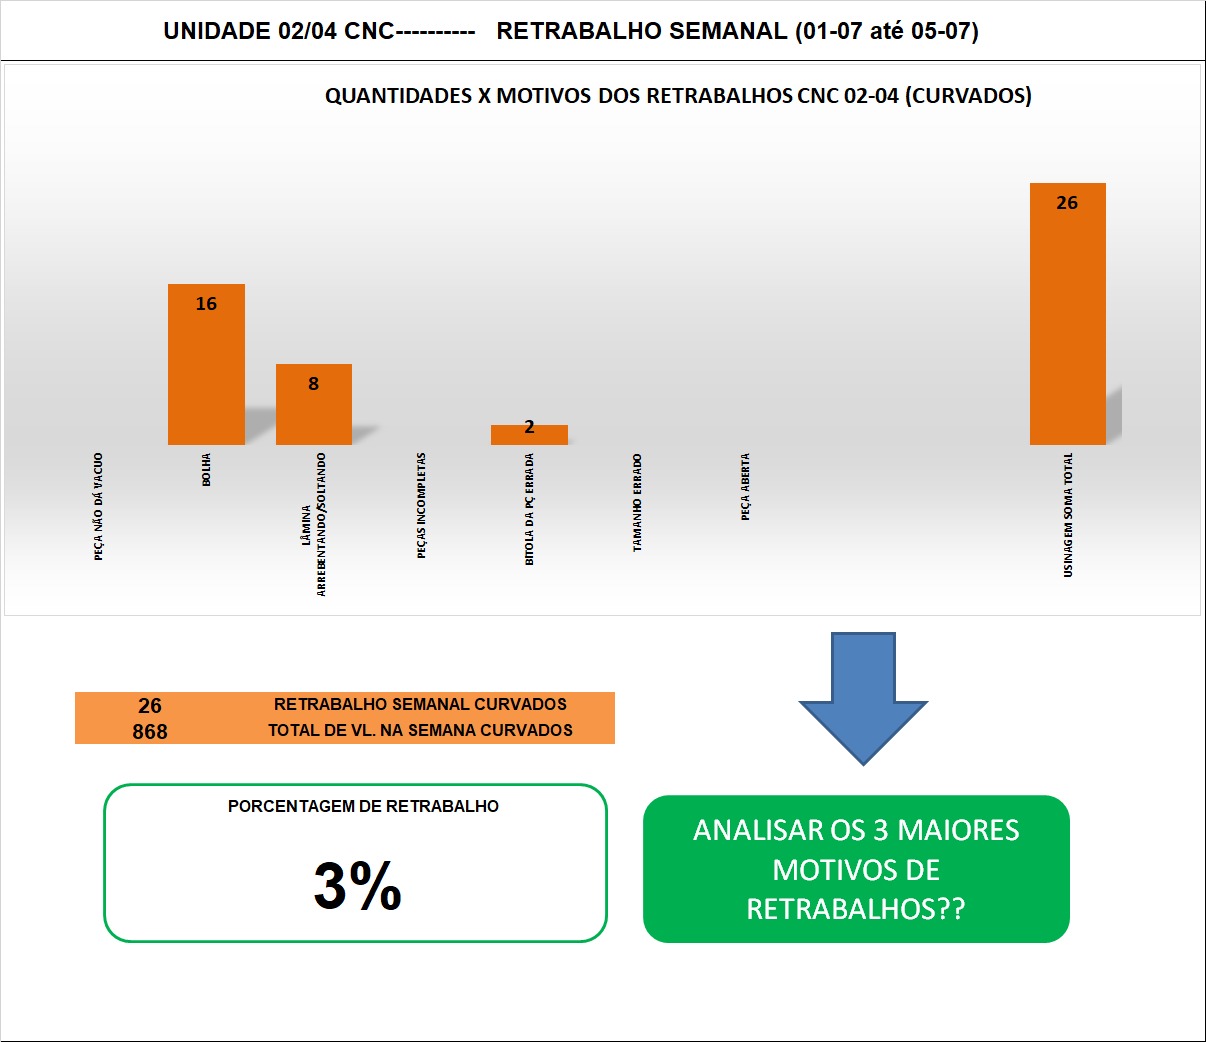 UNIDADE 02/04 CNC---------- RETRABALHO SEMANAL (01-07 até 05-07)
QUANTIDADES X MOTIVOS DOS RETRABALHOS CNC 02-04 (CURVADOS)
16
8
2
26
PEÇA NÃO DÁ VACUO
BOLHA
LÂMINA
ARREBENTANDO/SOLTANDO
PEÇAS INCOMPLETAS
BITOLA DA PÇ ERRADA
TAMANHO ERRADO
PEÇA ABERTA
USINAGEM SOMA TOTAL
26 RETRABALHO SEMANAL CURVADOS
868 TOTAL DE VL. NA SEMANA CURVADOS
PORCENTAGEM DE RETRABALHO
3%
ANALISAR OS 3 MAIORES
MOTIVOS DE
RETRABALHOS??